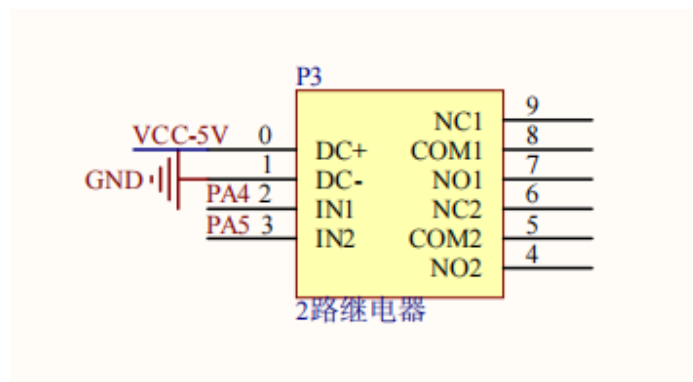 P3
NC1 9
VCC-5V 0 DC+ COM1 8
GND 1 DC- NO1 7
PA4 2 IN1 NC2 6
PA5 3 IN2 COM2 5
NO2 4
2路继电器